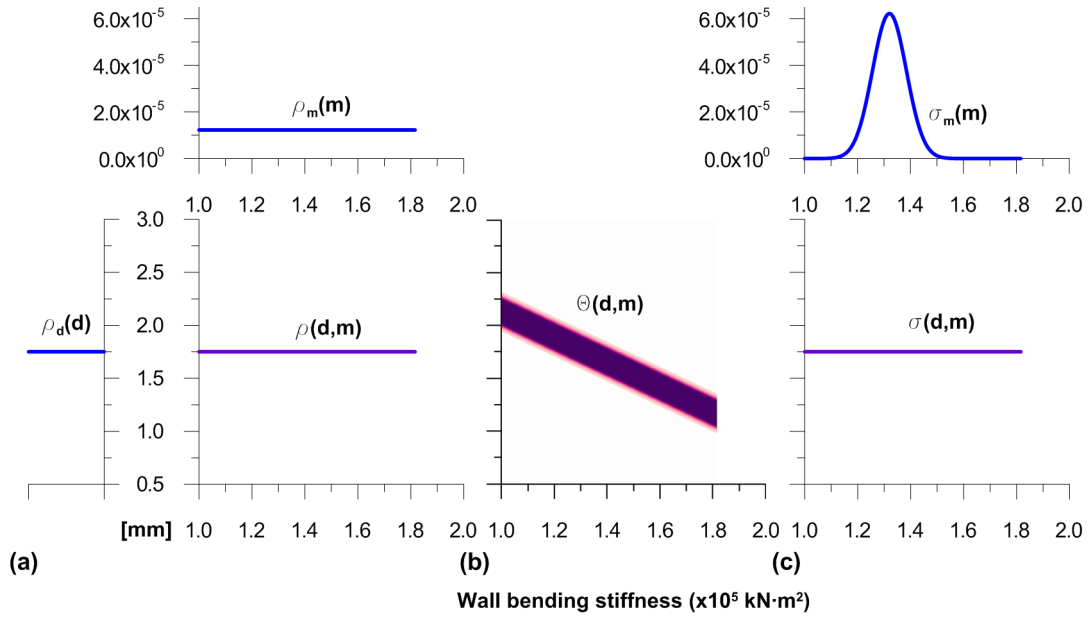 6.0x10⁻⁵
4.0x10⁻⁵
2.0x10⁻⁵
0.0x10⁰
ρm(m)
1.0 1.2 1.4 1.6 1.8 2.0
6.0x10⁻⁵
4.0x10⁻⁵
2.0x10⁻⁵
0.0x10⁰
σm(m)
1.0 1.2 1.4 1.6 1.8 2.0
ρd(d)
3.0
2.5
2.0
1.5
1.0
0.5
[mm]
ρ(d,m)
1.0 1.2 1.4 1.6 1.8 2.0
Θ(d,m)
1.0 1.2 1.4 1.6 1.8 2.0
σ(d,m)
1.0 1.2 1.4 1.6 1.8 2.0
(a) (b) (c)
Wall bending stiffness (x10⁵ kN·m²)